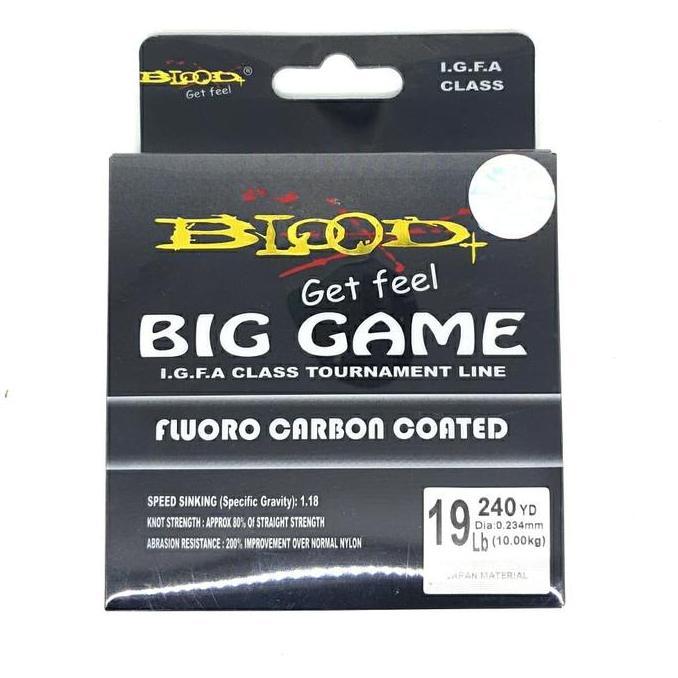 BLOOD+®
Get feel
I.G.F.A
CLASS
BLOOD+
Get feel
BIG GAME
I.G.F.A CLASS TOURNAMENT LINE
FLUORO CARBON COATED
SPEED SINKING (Specific Gravity): 1.18
KNOT STRENGTH : APPROX 80% Of STRAIGHT STRENGTH
ABRASION RESISTANCE : 200% IMPROVEMENT OVER NORMAL NYLON
240 YD
Dia:0.234mm
19 Lb (10.00kg)
JAPAN MATERIAL